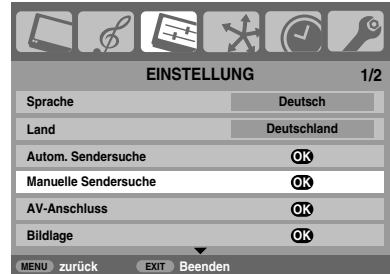 EINSTELLUNG 1/2
Sprache Deutsch
Land Deutschland
Autom. Sendersuche OK
Manuelle Sendersuche OK
AV-Anschluss OK
Bildlage OK
MENU zurück EXIT Beenden